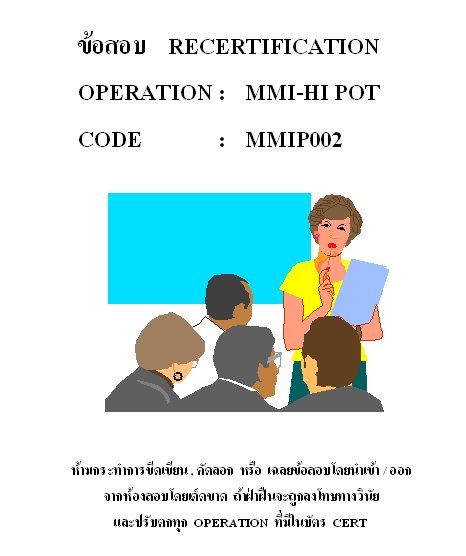 ข้อสอบ RECERTIFICATION
OPERATION : MMI-HI POT
CODE : MMIP002
ห้ามกระทำการขีดเขียน , คัดลอก หรือ เฉลยข้อสอบโดยนำเข้า / ออก
จากห้องสอบโดยเด็ดขาด ถ้าฝ่าฝืนจะถูกลงโทษทางวินัย
และปรับตกทุก OPERATION ที่มีในบัตร CERT